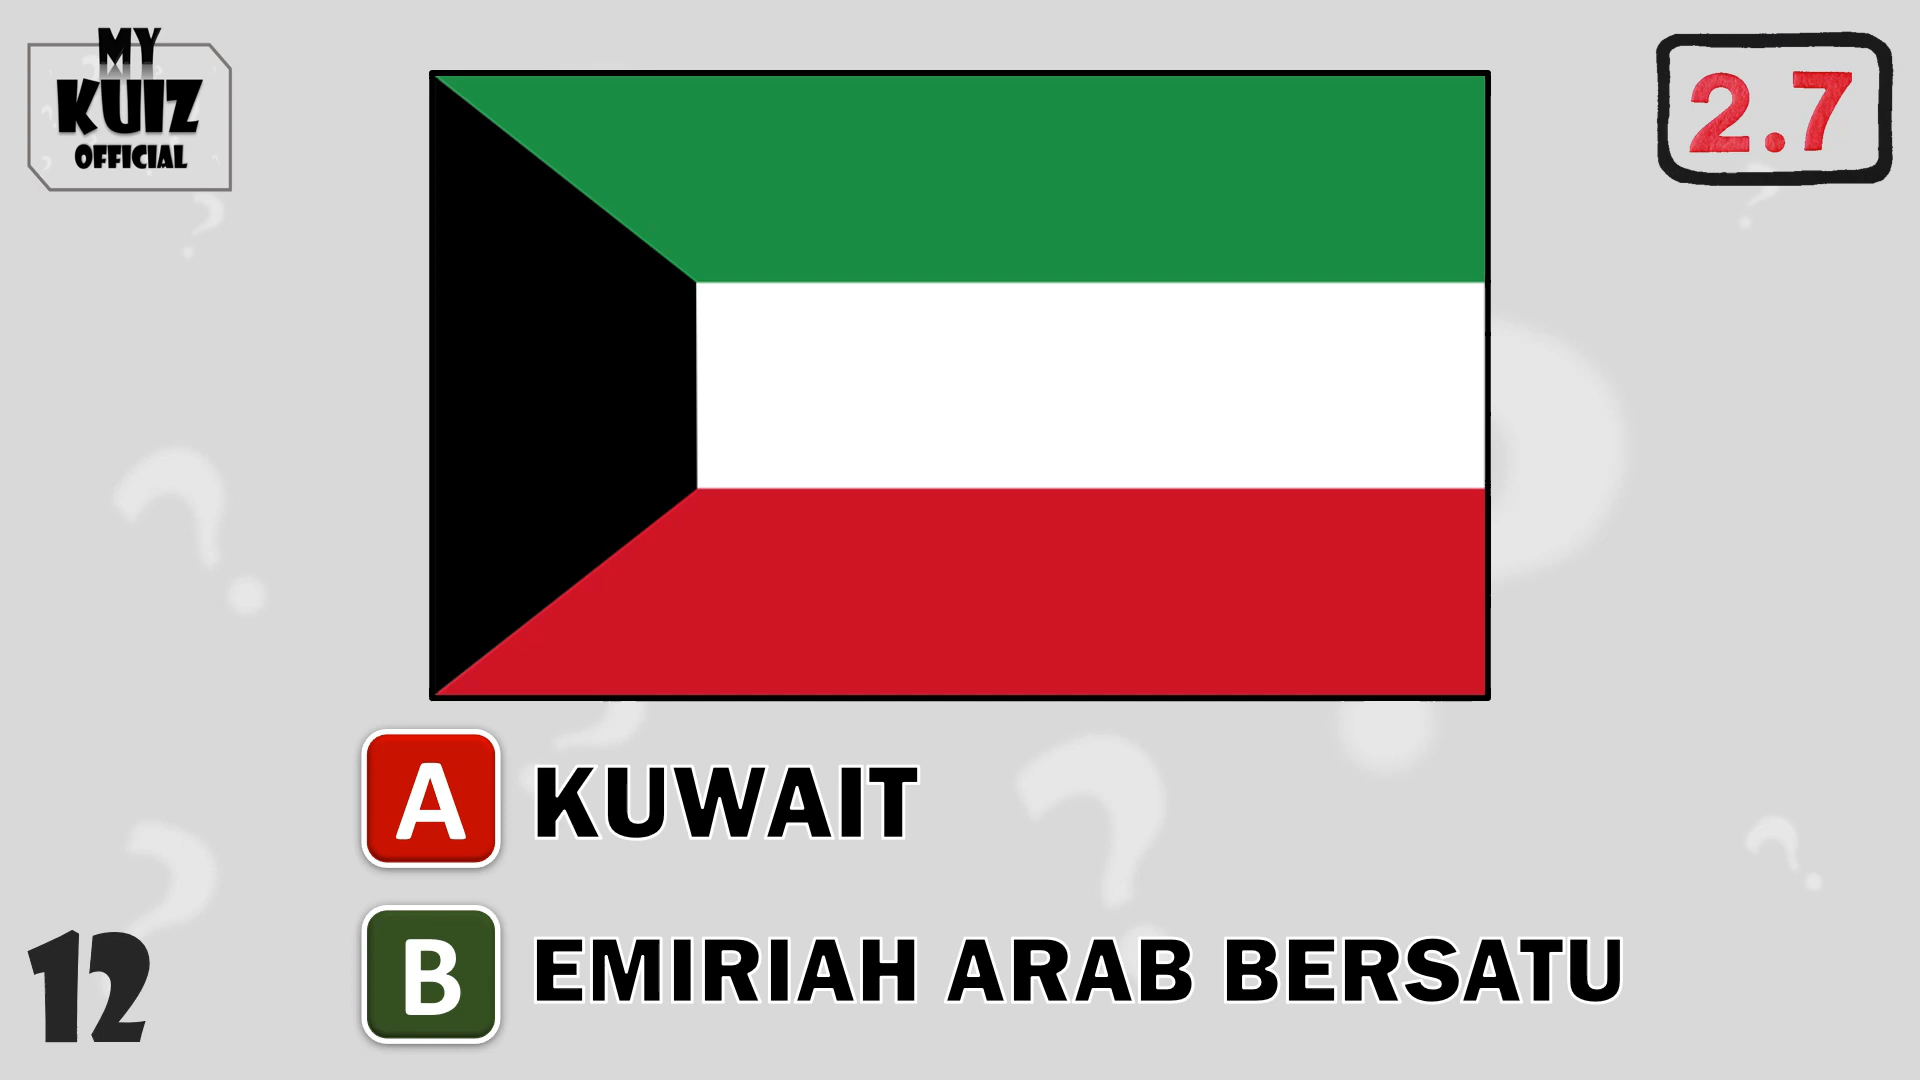 MY
KUIZ
OFFICIAL
2.7
A KUWAIT
B EMIRIAH ARAB BERSATU
12